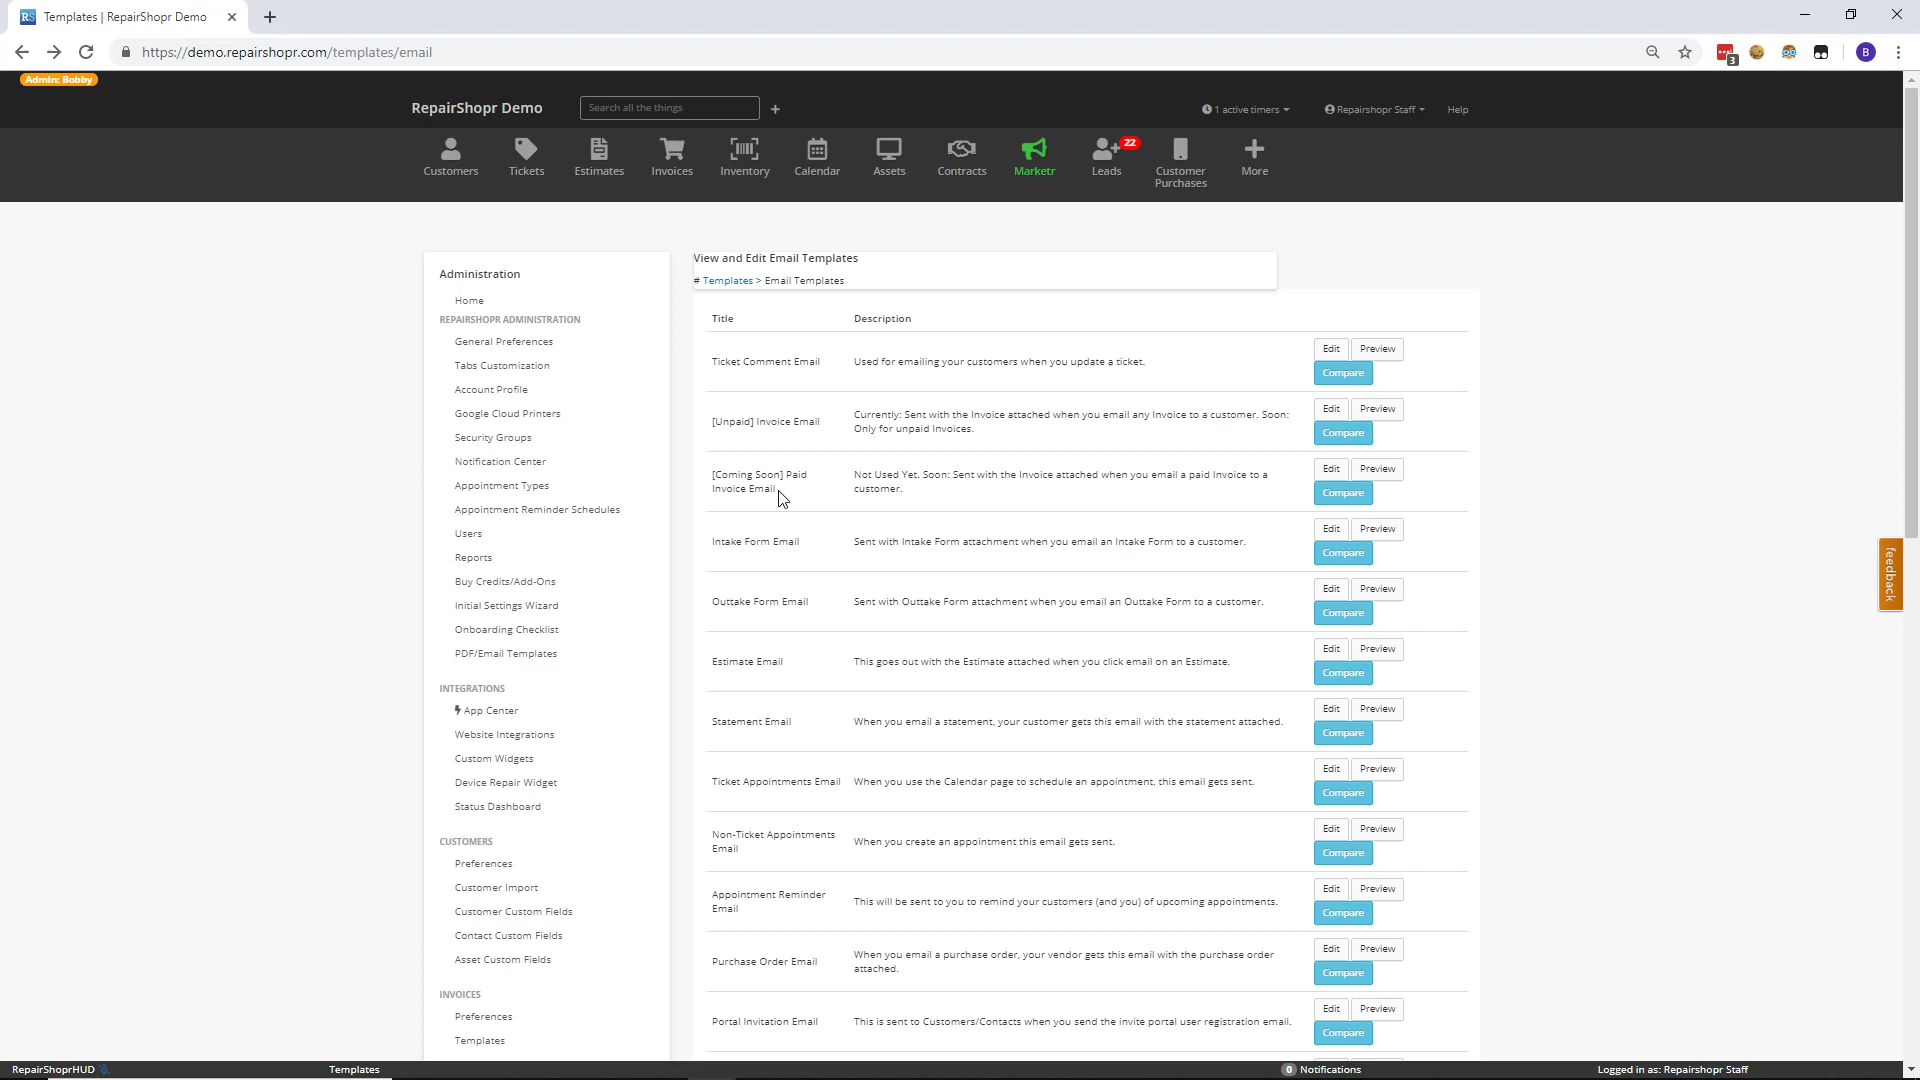 Templates | RepairShopr Demo
https://demo.repairshopr.com/templates/email
3
B
Admin: Bobby
RepairShopr Demo
Search all the things
1 active timers
Repairshopr Staff
Help
Customers
Tickets
Estimates
Invoices
Inventory
Calendar
Assets
Contracts
Marketr
Leads
22
Customer
Purchases
More
Administration
Home
REPAIRSHOPR ADMINISTRATION
General Preferences
Tabs Customization
Account Profile
Google Cloud Printers
Security Groups
Notification Center
Appointment Types
Appointment Reminder Schedules
Users
Reports
Buy Credits/Add-Ons
Initial Settings Wizard
Onboarding Checklist
PDF/Email Templates
INTEGRATIONS
App Center
Website Integrations
Custom Widgets
Device Repair Widget
Status Dashboard
CUSTOMERS
Preferences
Customer Import
Customer Custom Fields
Contact Custom Fields
Asset Custom Fields
INVOICES
Preferences
Templates
View and Edit Email Templates
# Templates > Email Templates
Title Description
Ticket Comment Email
Used for emailing your customers when you update a ticket.
Edit Preview
Compare
[Unpaid] Invoice Email
Currently: Sent with the Invoice attached when you email any Invoice to a customer. Soon:
Only for unpaid Invoices.
Edit Preview
Compare
[Coming Soon] Paid
Invoice Email
Not Used Yet. Soon: Sent with the Invoice attached when you email a paid Invoice to a
customer.
Edit Preview
Compare
Intake Form Email
Sent with Intake Form attachment when you email an Intake Form to a customer.
Edit Preview
Compare
Outtake Form Email
Sent with Outtake Form attachment when you email an Outtake Form to a customer.
Edit Preview
Compare
Estimate Email
This goes out with the Estimate attached when you click email on an Estimate.
Edit Preview
Compare
Statement Email
When you email a statement, your customer gets this email with the statement attached.
Edit Preview
Compare
Ticket Appointments Email
When you use the Calendar page to schedule an appointment, this email gets sent.
Edit Preview
Compare
Non-Ticket Appointments
Email
When you create an appointment this email gets sent.
Edit Preview
Compare
Appointment Reminder
Email
This will be sent to you to remind your customers (and you) of upcoming appointments.
Edit Preview
Compare
Purchase Order Email
When you email a purchase order, your vendor gets this email with the purchase order
attached.
Edit Preview
Compare
Portal Invitation Email
This is sent to Customers/Contacts when you send the invite portal user registration email.
Edit Preview
Compare
feedback
RepairShoprHUD
Templates
0 Notifications
Logged in as: Repairshopr Staff